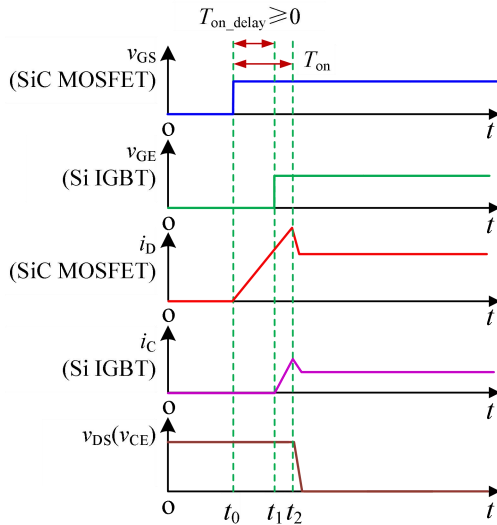 T_on_delay≥0
v_GS
(SiC MOSFET)
T_on
o
t
v_GE
(Si IGBT)
o
t
i_D
(SiC MOSFET)
o
t
i_C
(Si IGBT)
o
t
v_DS(v_CE)
o
t_0
t_1
t_2
t